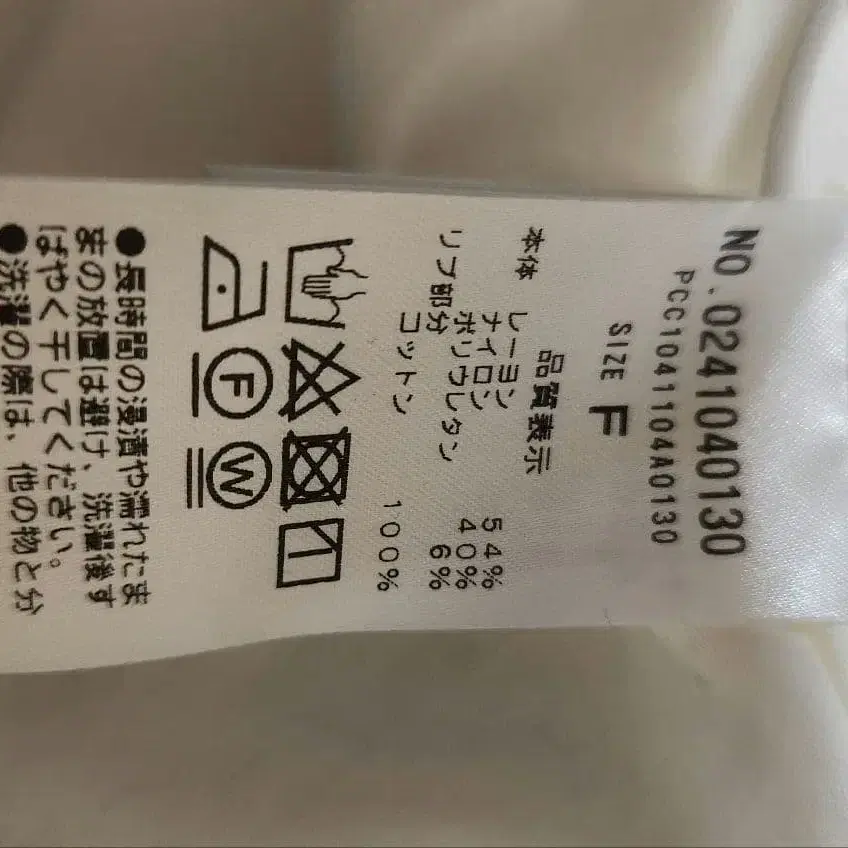 NO. 0241040130
PCC1041104A0130
SIZE F
品質表示
本体 レーヨン 54%
ナイロン 40%
ポリウレタン 6%
リブ部分 コットン 100%
F W
●長時間の浸漬や濡れたま
まの放置は避け、洗濯後す
ばやく干してください。
●洗濯の際は、他の物と分